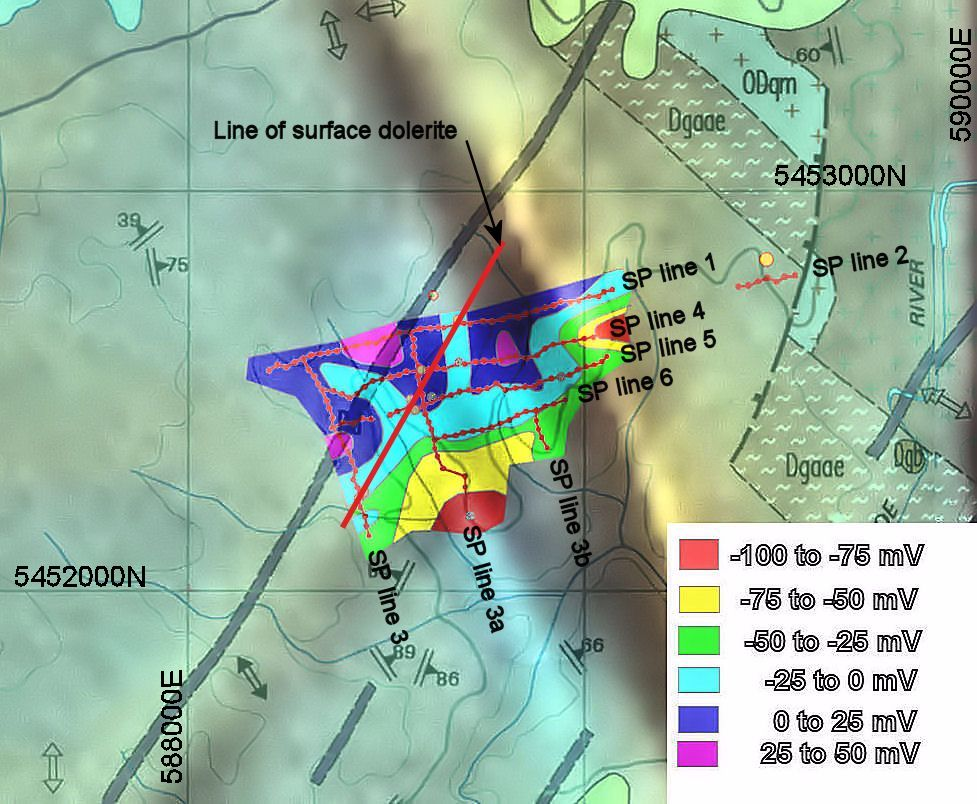 60
ODqm
590000E
Dgaae
Line of surface dolerite
5453000N
39
75
SP line 1
SP line 2
RIVER
SP line 4
SP line 5
SP line 6
Dgaae
Dgb
SP line 3b
SP line 3a
SP line 3
5452000N
89
86
66
588000E
-100 to -75 mV
-75 to -50 mV
-50 to -25 mV
-25 to 0 mV
0 to 25 mV
25 to 50 mV